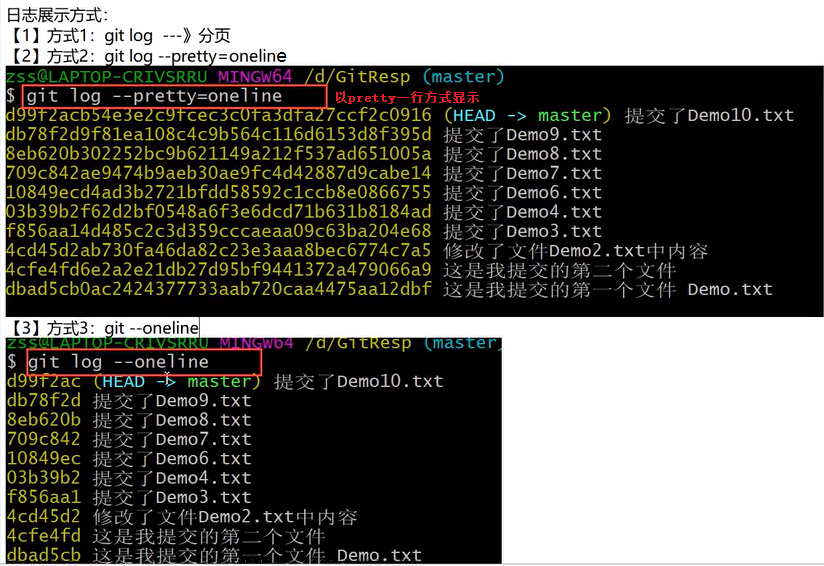 日志展示方式：
【1】方式1：git log  ---》分页
【2】方式2：git log --pretty=oneline
zss@LAPTOP-CRIVSRRU MINGW64 /d/GitResp (master)
$ git log --pretty=oneline 以pretty一行方式显示
d99f2acb54e3e2c9fcec3c0fa3dfa27ccf2c0916 (HEAD -> master) 提交了Demo10.txt
db78f2d9f81ea108c4c9b564c116d6153d8f395d 提交了Demo9.txt
8eb620b302252bc9b621149a212f537ad651005a 提交了Demo8.txt
709c842ae9474b9aeb30ae9fc4d42887d9cabe14 提交了Demo7.txt
10849ecd4ad3b2721bfdd58592c1ccb8e0866755 提交了Demo6.txt
03b39b2f62d2bf0548a6f3e6dcd71b631b8184ad 提交了Demo4.txt
f856aa14d485c2c3d359cccaeaa09c63ba204e68 提交了Demo3.txt
4cd45d2ab730fa46da82c23e3aaa8bec6774c7a5 修改了文件Demo2.txt中内容
4cfe4fd6e2a2e21db27d95bf9441372a479066a9 这是我提交的第二个文件
dbad5cb0ac2424377733aab720caa4475aa12dbf 这是我提交的第一个文件 Demo.txt
【3】方式3：git --oneline
zss@LAPTOP-CRIVSRRU MINGW64 /d/GitResp (master)
$ git log --oneline
d99f2ac (HEAD -> master) 提交了Demo10.txt
db78f2d 提交了Demo9.txt
8eb620b 提交了Demo8.txt
709c842 提交了Demo7.txt
10849ec 提交了Demo6.txt
03b39b2 提交了Demo4.txt
f856aa1 提交了Demo3.txt
4cd45d2 修改了文件Demo2.txt中内容
4cfe4fd 这是我提交的第二个文件
dbad5cb 这是我提交的第一个文件 Demo.txt